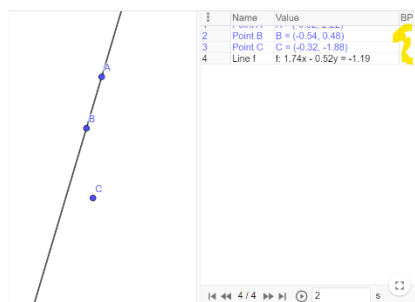 A
B
C
Name Value BP
2 Point B B = (-0.54, 0.48)
3 Point C C = (-0.32, -1.88)
4 Line f f: 1.74x - 0.52y = -1.19
4 / 4 2 s